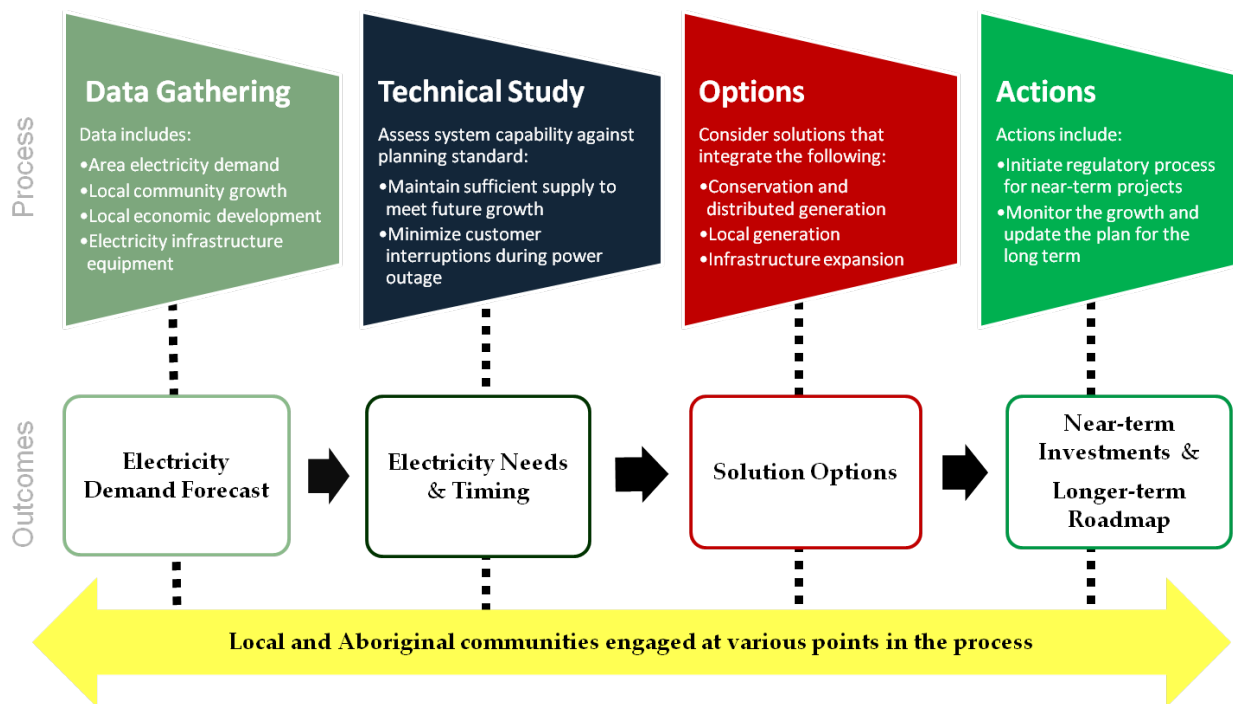 Process
Data Gathering
Data includes:
•Area electricity demand
•Local community growth
•Local economic development
•Electricity infrastructure
equipment
Technical Study
Assess system capability against
planning standard:
•Maintain sufficient supply to
meet future growth
•Minimize customer
interruptions during power
outage
Options
Consider solutions that
integrate the following:
•Conservation and
distributed generation
•Local generation
•Infrastructure expansion
Actions
Actions include:
•Initiate regulatory process
for near-term projects
•Monitor the growth and
update the plan for the
long term
Outcomes
Electricity
Demand Forecast
Electricity Needs
& Timing
Solution Options
Near-term
Investments &
Longer-term
Roadmap
Local and Aboriginal communities engaged at various points in the process